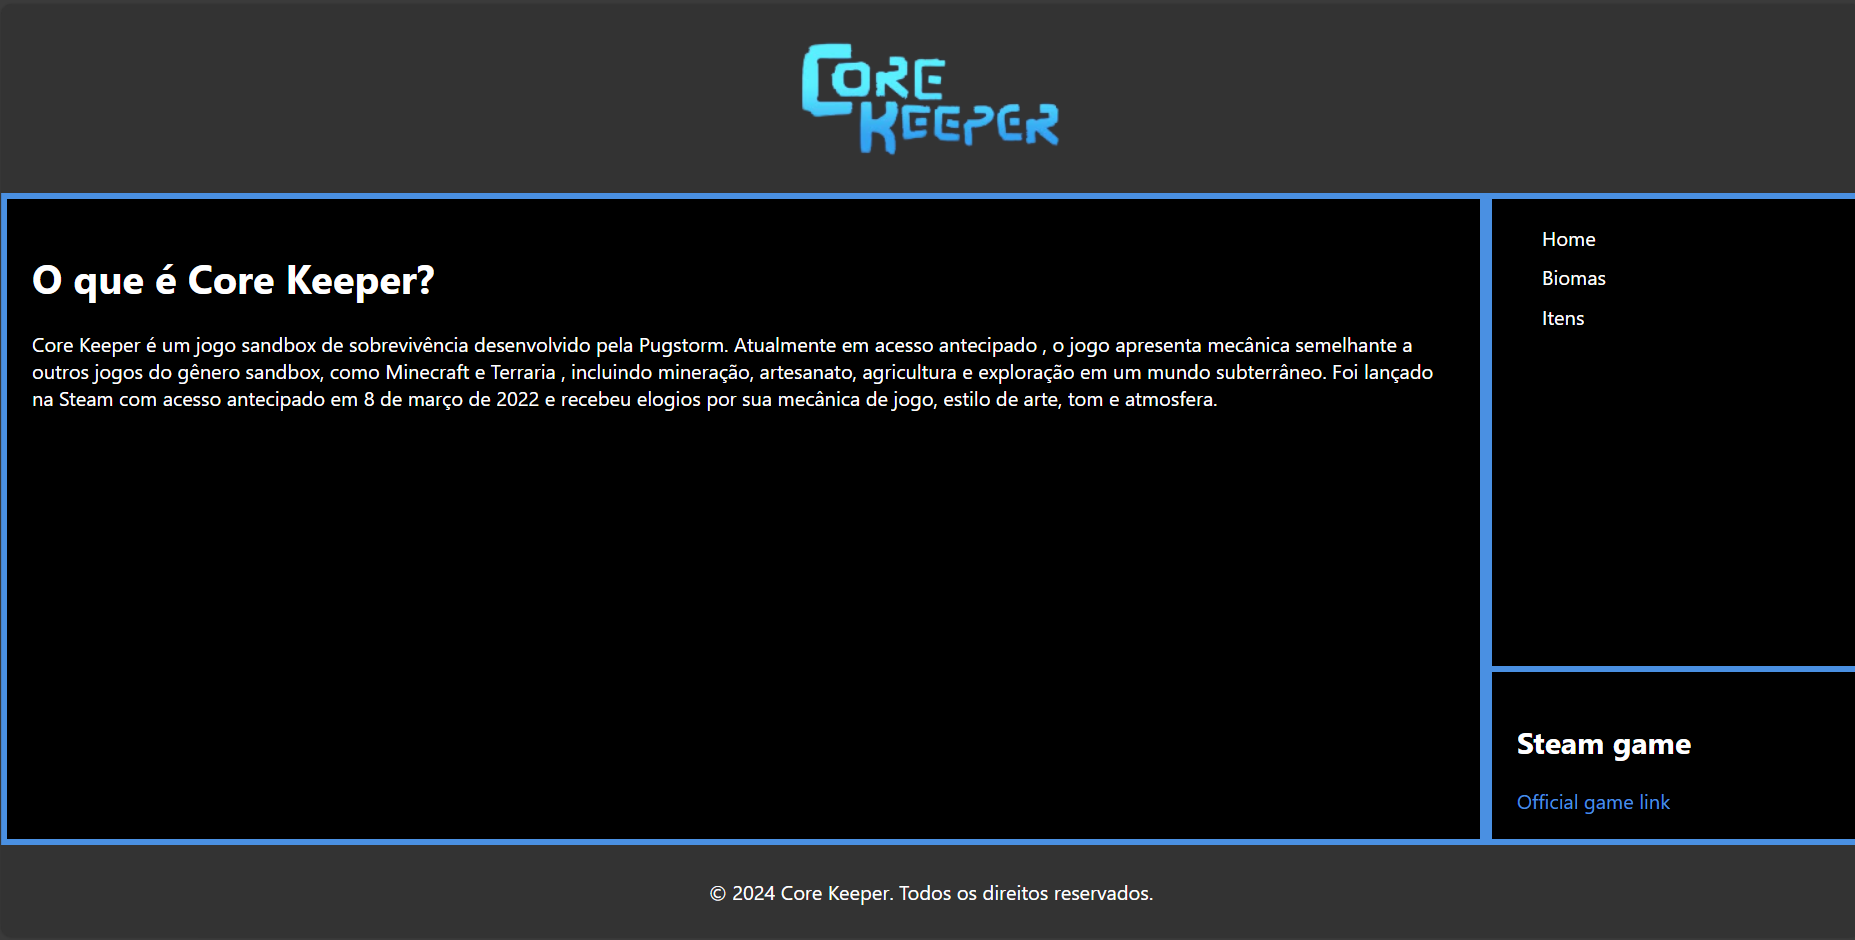 CORE
KEEPER
O que é Core Keeper?
Core Keeper é um jogo sandbox de sobrevivência desenvolvido pela Pugstorm. Atualmente em acesso antecipado , o jogo apresenta mecânica semelhante a
outros jogos do gênero sandbox, como Minecraft e Terraria , incluindo mineração, artesanato, agricultura e exploração em um mundo subterrâneo. Foi lançado
na Steam com acesso antecipado em 8 de março de 2022 e recebeu elogios por sua mecânica de jogo, estilo de arte, tom e atmosfera.
Home
Biomas
Itens
Steam game
Official game link
© 2024 Core Keeper. Todos os direitos reservados.